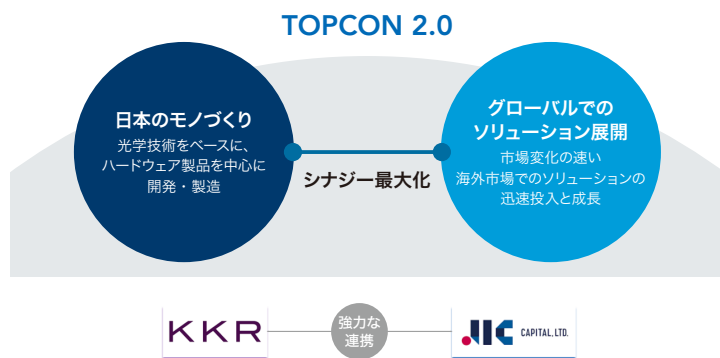 TOPCON 2.0
日本のモノづくり
光学技術をベースに、
ハードウェア製品を中心に
開発・製造
シナジー最大化
グローバルでの
ソリューション展開
市場変化の速い
海外市場でのソリューションの
迅速投入と成長
KKR
強力な
連携
JIC CAPITAL, LTD.